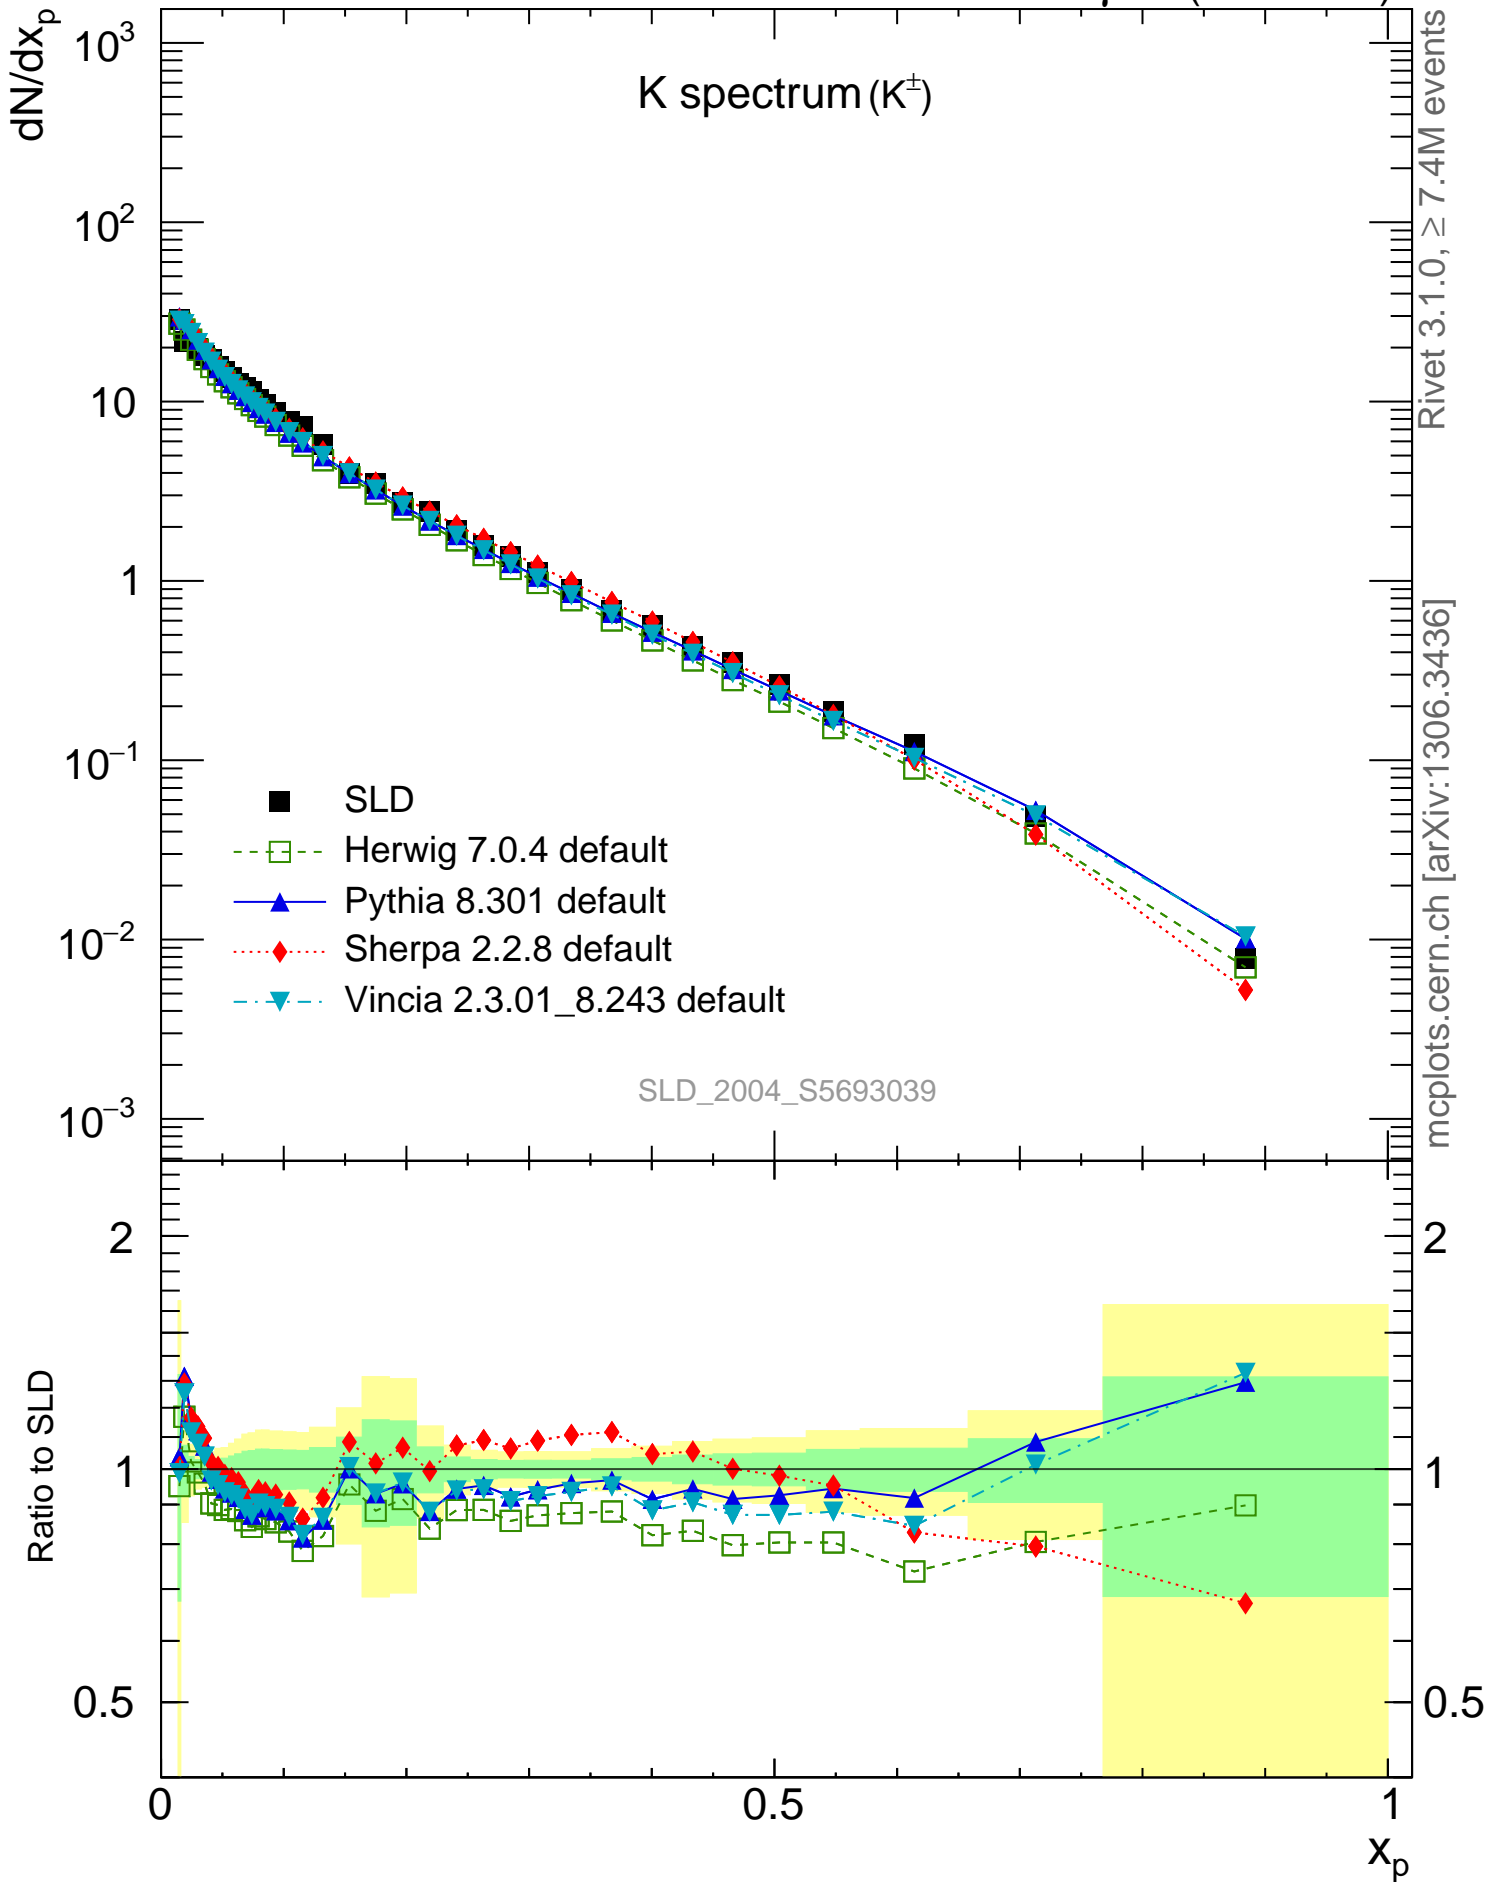 dN/dx_p
K spectrum (K^±)
10^3
10^2
10
1
10^−1
10^−2
10^−3
SLD
Herwig 7.0.4 default
Pythia 8.301 default
Sherpa 2.2.8 default
Vincia 2.3.01_8.243 default
SLD_2004_S5693039
Rivet 3.1.0, ≥ 7.4M events
mcplots.cern.ch [arXiv:1306.3436]
Ratio to SLD
2
1
0.5
2
1
0.5
0
0.5
1
x_p